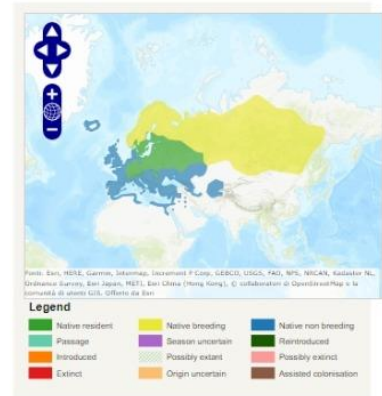 Fonti: Esri, HERE, Garmin, Intermap, increment P Corp., GEBCO, USGS, FAO, NPS, NRCAN, Kadaster NL,
Ordnance Survey, Esri Japan, METI, Esri China (Hong Kong), © collaboratori di OpenStreetMap e la
comunità di utenti GIS, Offerto da Esri
Legend
Native resident Native breeding Native non breeding
Passage Season uncertain Reintroduced
Introduced Possibly extant Possibly extinct
Extinct Origin uncertain Assisted colonisation